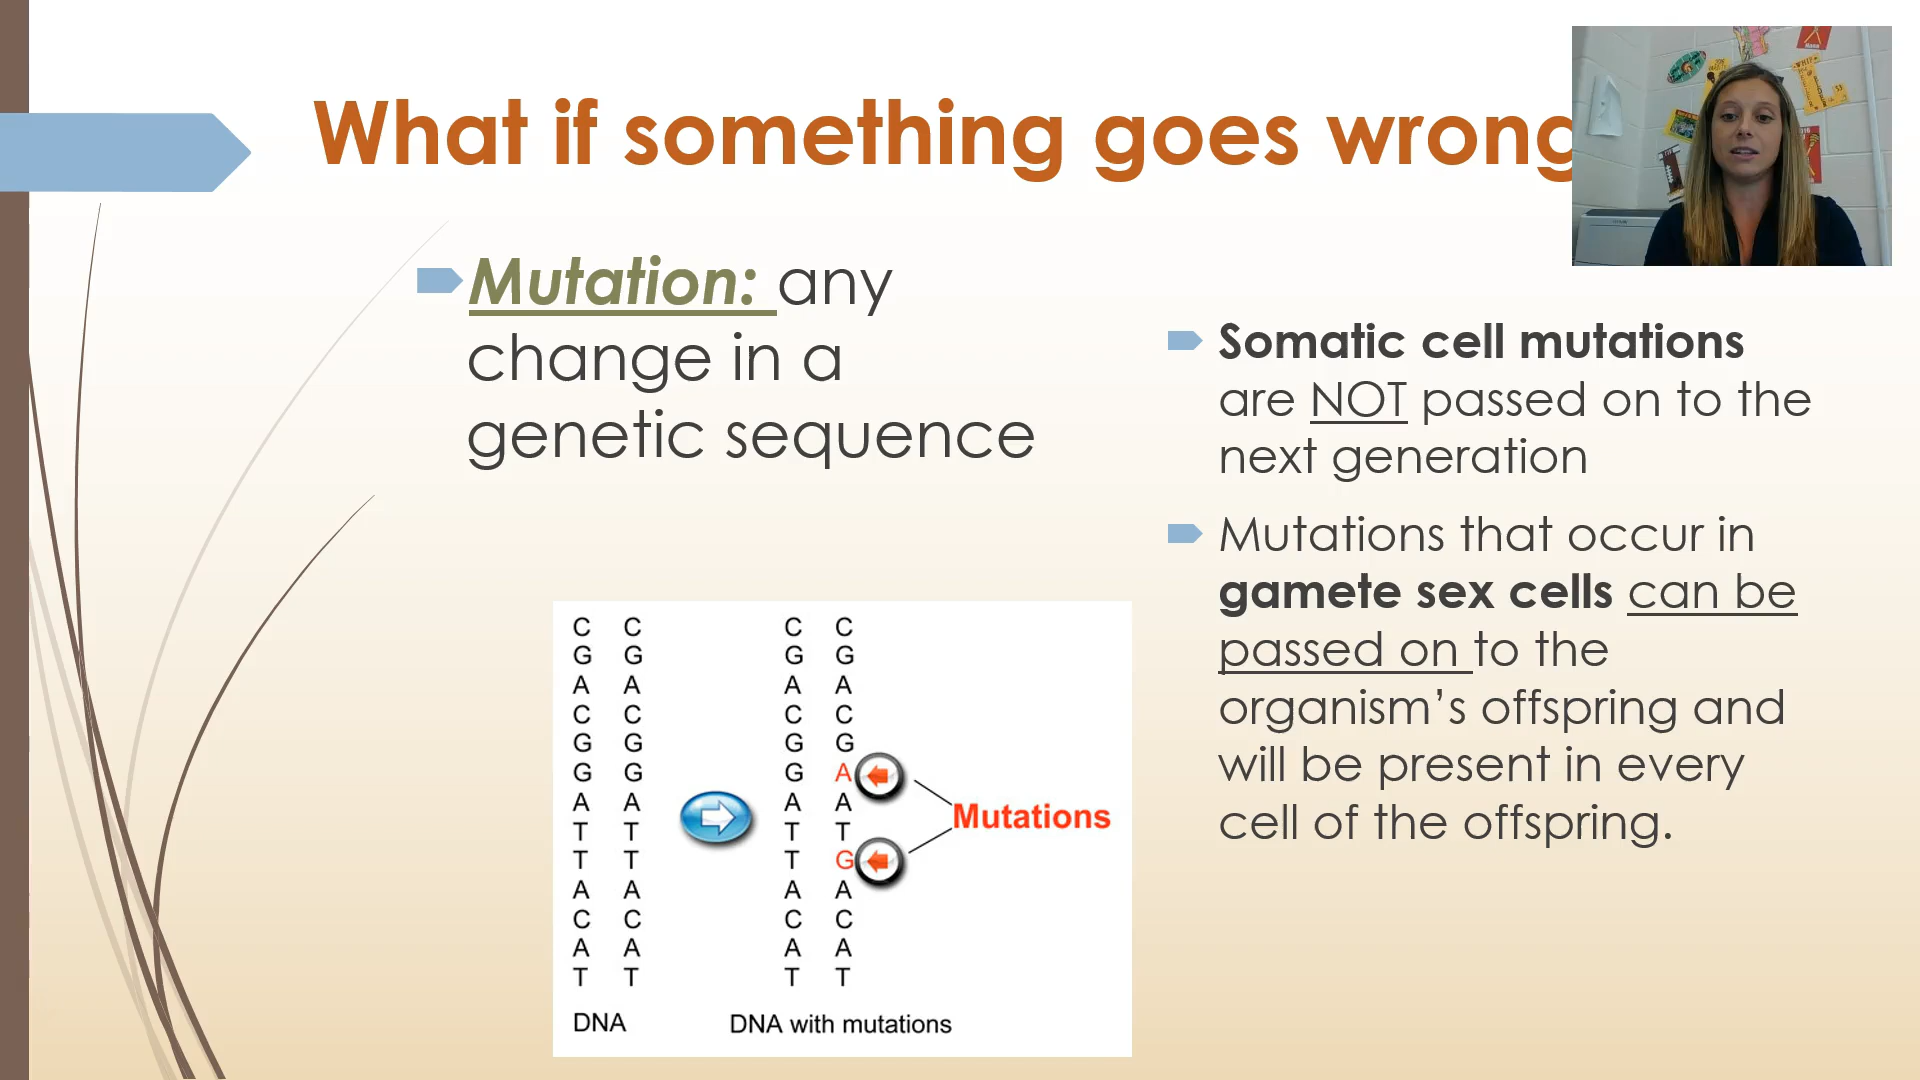 What if something goes wrong
Mutation: any
change in a
genetic sequence
Somatic cell mutations
are NOT passed on to the
next generation
Mutations that occur in
gamete sex cells can be
passed on to the
organism’s offspring and
will be present in every
cell of the offspring.
C C C C
G G G G
A A A A
C C C C
G G G G
G G G A
A A A A
T T T T
T T T G
A A A A
C C C C
A A A A
T T T T
Mutations
DNA
DNA with mutations